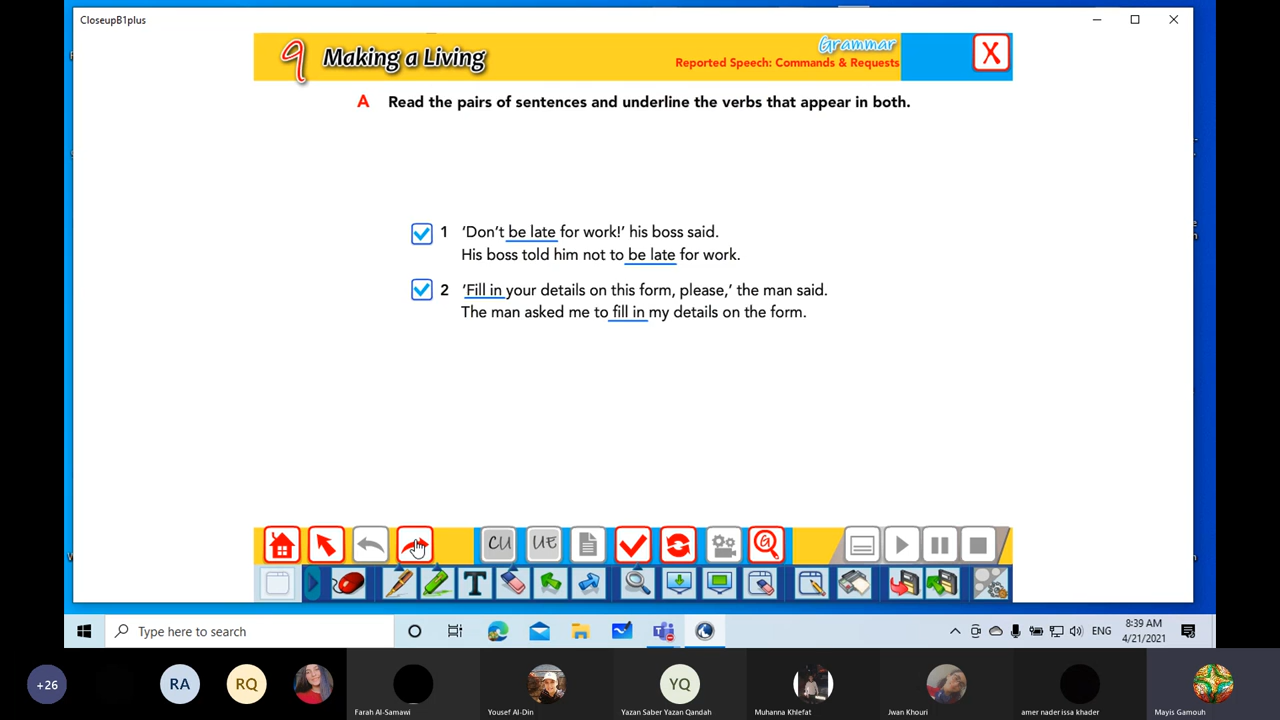 CloseupB1plus
9 Making a Living
Grammar
Reported Speech: Commands & Requests
X
A Read the pairs of sentences and underline the verbs that appear in both.
1 ‘Don’t be late for work!’ his boss said.
His boss told him not to be late for work.
2 ‘Fill in your details on this form, please,’ the man said.
The man asked me to fill in my details on the form.
CU UE G
T
Type here to search
ENG
8:39 AM
4/21/2021
+26
RA
RQ
YQ
Farah Al-Samawi
Yousef Al-Din
Yazan Saber Yazan Qandah
Muhanna Khlefat
Jwan Khouri
amer nader issa khader
Mayis Gamouh